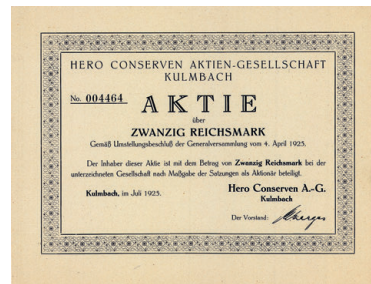 HERO CONSERVEN AKTIEN-GESELLSCHAFT
KULMBACH
No. 004464
AKTIE
über
ZWANZIG REICHSMARK
Gemäß Umstellungsbeschluß der Generalversammlung vom 4. April 1925.
Der Inhaber dieser Aktie ist mit dem Betrag von Zwanzig Reichsmark bei der
unterzeichneten Gesellschaft nach Maßgabe der Satzungen als Aktionär beteiligt.
Kulmbach, im Juli 1925.
Hero Conserven A.-G.
Kulmbach
Der Vorstand: